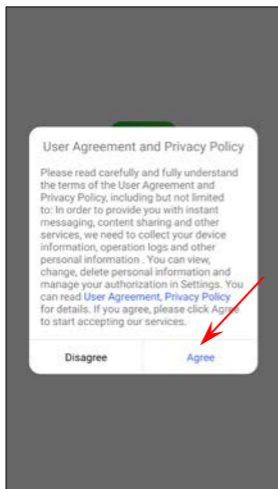 User Agreement and Privacy Policy
Please read carefully and fully understand
the terms of the User Agreement and
Privacy Policy, including but not limited
to: In order to provide you with instant
messaging, content sharing and other
services, we need to collect your device
information, operation logs and other
personal information . You can view,
change, delete personal information and
manage your authorization in Settings. You
can read User Agreement, Privacy Policy
for details. If you agree, please click Agree
to start accepting our services.
Disagree
Agree